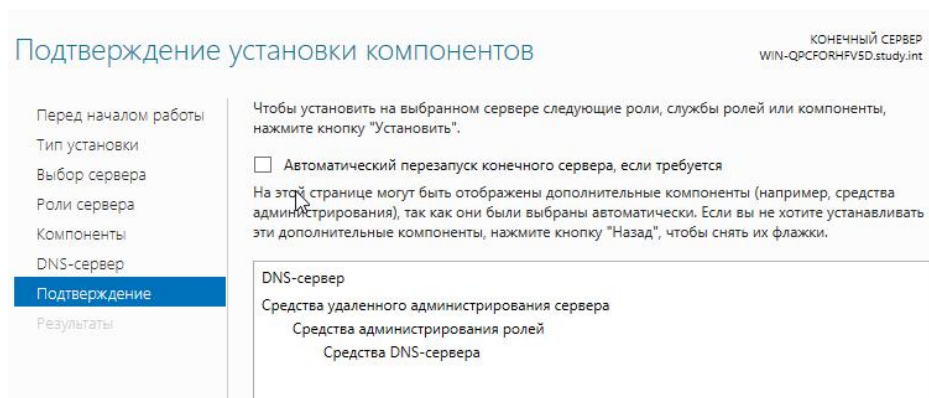 Подтверждение установки компонентов
КОНЕЧНЫЙ СЕРВЕР
WIN-QPCFORHFV5D.study.int
Перед началом работы
Тип установки
Выбор сервера
Роли сервера
Компоненты
DNS-сервер
Подтверждение
Результаты
Чтобы установить на выбранном сервере следующие роли, службы ролей или компоненты,
нажмите кнопку "Установить".
Автоматический перезапуск конечного сервера, если требуется
На этой странице могут быть отображены дополнительные компоненты (например, средства
администрирования), так как они были выбраны автоматически. Если вы не хотите устанавливать
эти дополнительные компоненты, нажмите кнопку "Назад", чтобы снять их флажки.
DNS-сервер
Средства удаленного администрирования сервера
Средства администрирования ролей
Средства DNS-сервера